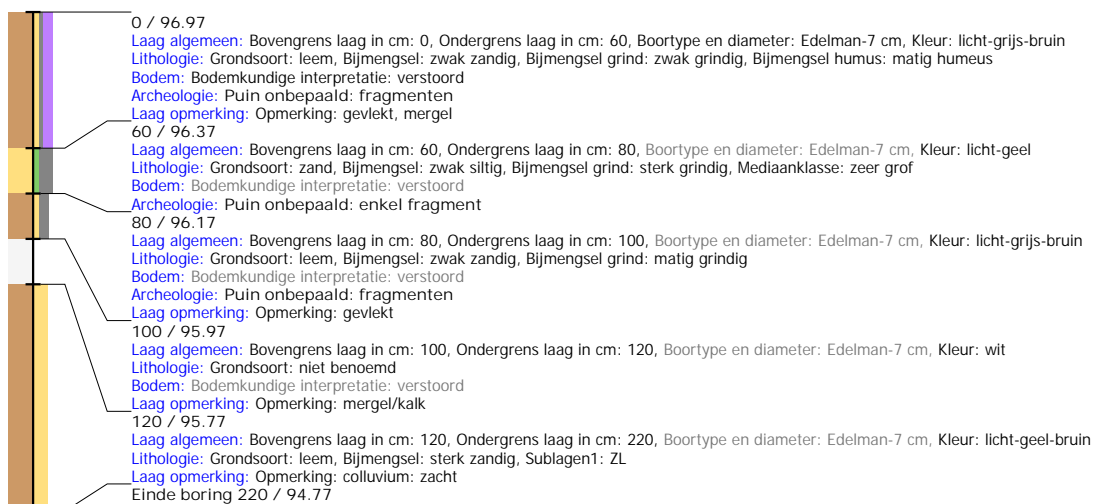 0 / 96.97
Laag algemeen: Bovengrens laag in cm: 0, Ondergrens laag in cm: 60, Boortype en diameter: Edelman-7 cm, Kleur: licht-grijs-bruin
Lithologie: Grondsoort: leem, Bijmengsel: zwak zandig, Bijmengsel grind: zwak grindig, Bijmengsel humus: matig humeus
Bodem: Bodemkundige interpretatie: verstoord
Archeologie: Puin onbepaald: fragmenten
Laag opmerking: Opmerking: gevlekt, mergel
60 / 96.37
Laag algemeen: Bovengrens laag in cm: 60, Ondergrens laag in cm: 80, Boortype en diameter: Edelman-7 cm, Kleur: licht-geel
Lithologie: Grondsoort: zand, Bijmengsel: zwak siltig, Bijmengsel grind: sterk grindig, Mediaanklasse: zeer grof
Bodem: Bodemkundige interpretatie: verstoord
Archeologie: Puin onbepaald: enkel fragment
80 / 96.17
Laag algemeen: Bovengrens laag in cm: 80, Ondergrens laag in cm: 100, Boortype en diameter: Edelman-7 cm, Kleur: licht-grijs-bruin
Lithologie: Grondsoort: leem, Bijmengsel: zwak zandig, Bijmengsel grind: matig grindig
Bodem: Bodemkundige interpretatie: verstoord
Archeologie: Puin onbepaald: fragmenten
Laag opmerking: Opmerking: gevlekt
100 / 95.97
Laag algemeen: Bovengrens laag in cm: 100, Ondergrens laag in cm: 120, Boortype en diameter: Edelman-7 cm, Kleur: wit
Lithologie: Grondsoort: niet benoemd
Bodem: Bodemkundige interpretatie: verstoord
Laag opmerking: Opmerking: mergel/kalk
120 / 95.77
Laag algemeen: Bovengrens laag in cm: 120, Ondergrens laag in cm: 220, Boortype en diameter: Edelman-7 cm, Kleur: licht-geel-bruin
Lithologie: Grondsoort: leem, Bijmengsel: sterk zandig, Sublagen1: ZL
Laag opmerking: Opmerking: colluvium: zacht
Einde boring 220 / 94.77